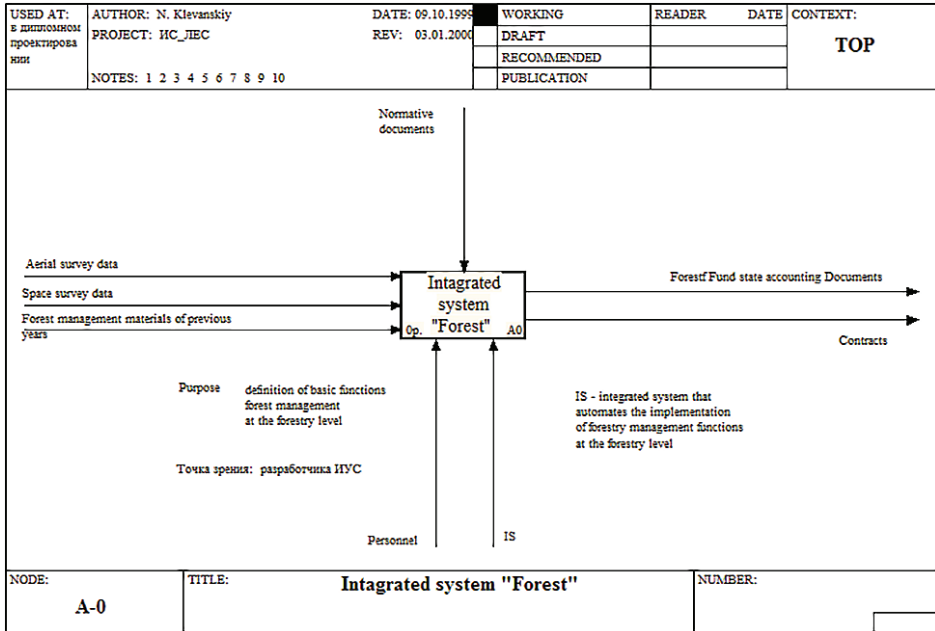 USED AT:
в дипломном
проектирова
нии
AUTHOR: N. Klevanskiy
DATE: 09.10.1999
PROJECT: ИС_ЛЕС
REV: 03.01.2000
NOTES: 1 2 3 4 5 6 7 8 9 10
WORKING
DRAFT
RECOMMENDED
PUBLICATION
READER DATE
CONTEXT:
TOP
Normative
documents
Aerial survey data
Space survey data
Forest management materials of previous
years
Intagrated
system
"Forest"
0р. A0
Forestf Fund state accounting Documents
Contracts
Purpose definition of basic functions
forest management
at the forestry level
IS - integrated system that
automates the implementation
of forestry management functions
at the forestry level
Точка зрения: разработчика ИУС
Personnel
IS
NODE:
A-0
TITLE:
Intagrated system "Forest"
NUMBER: